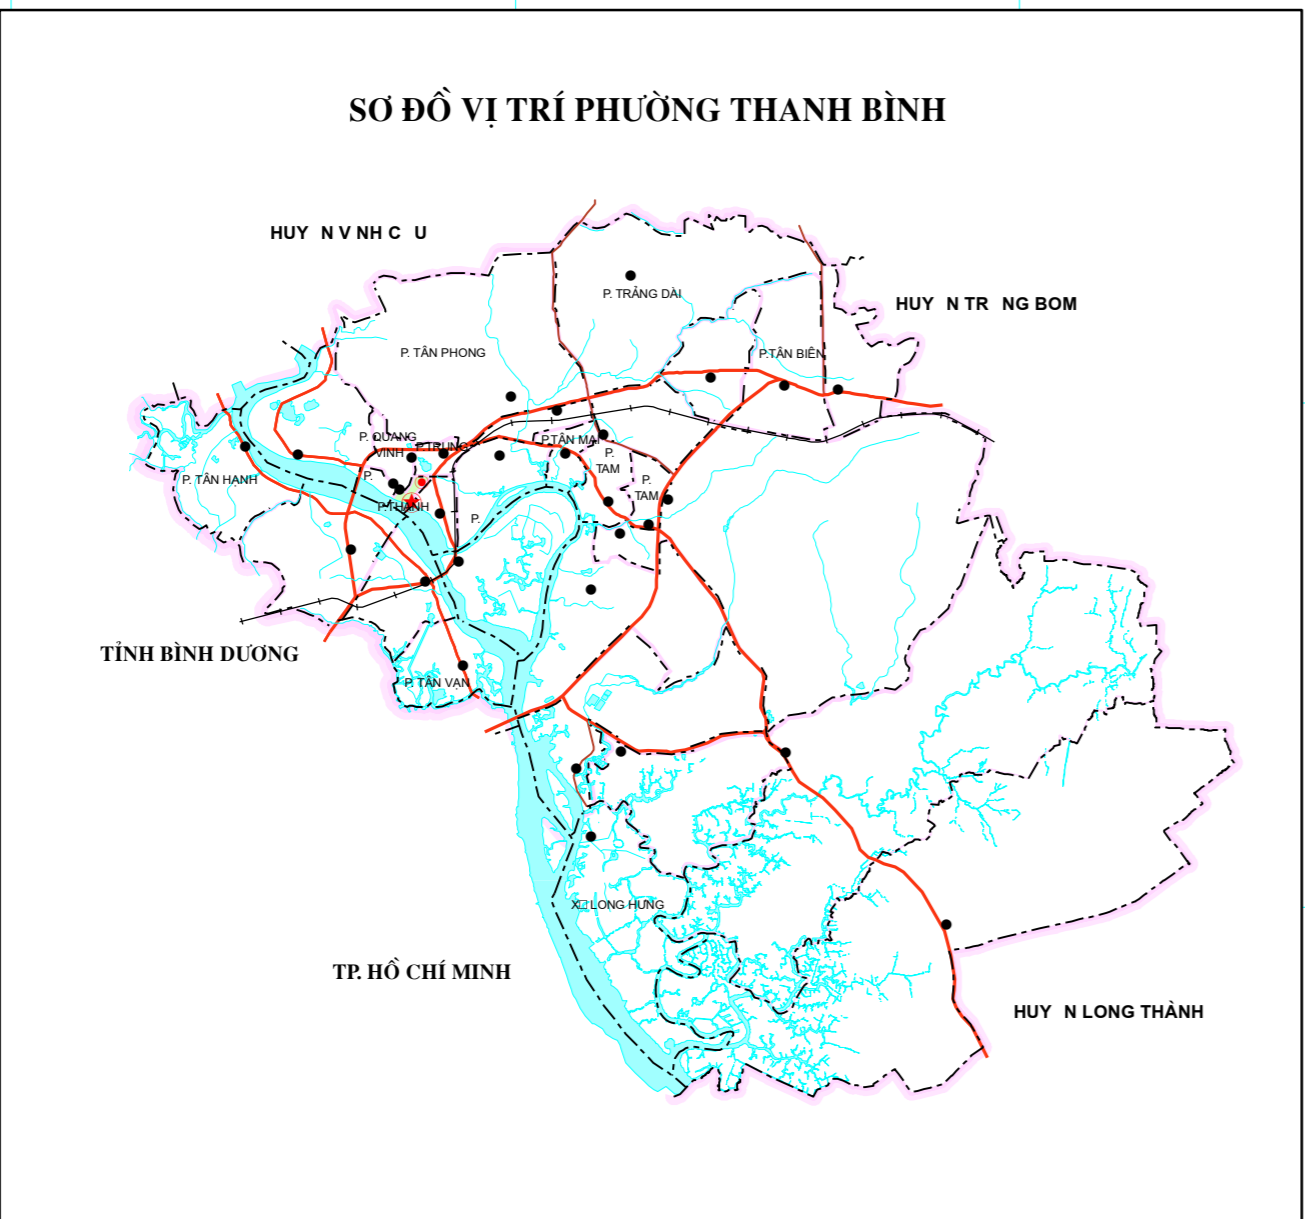 SƠ ĐỒ VỊ TRÍ PHƯỜNG THANH BÌNH
HUY N V NH C U
P. TRẢNG DÀI
HUY N TR NG BOM
P. TÂN PHONG
P.TÂN BIÊN
P. QUANG
VINH
P.TRUNG
P.TÂN MAI
P.
TAM
P. TÂN HẠNH
P.
P.
TAM
P.THANH
P.
TỈNH BÌNH DƯƠNG
P. TÂN VẠN
X□ LONG HƯNG
TP. HỒ CHÍ MINH
HUY N LONG THÀNH